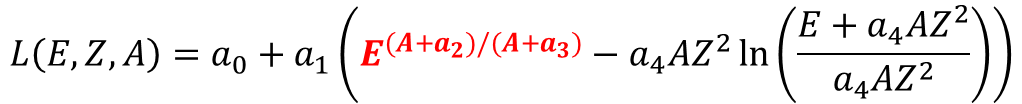 L(E, Z, A) = a₀ + a₁ (E^{(A+a₂)/(A+a₃)} − a₄AZ² ln((E + a₄AZ²)/(a₄AZ²)))